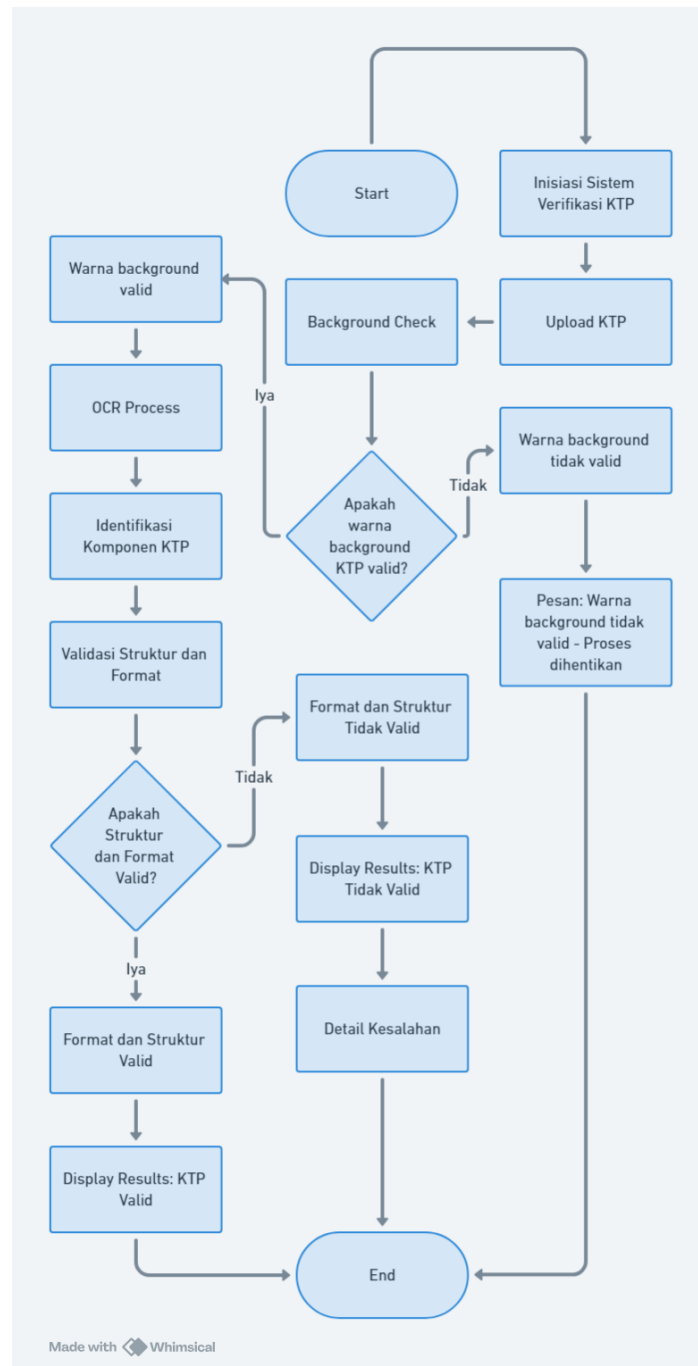 Start
Inisiasi Sistem
Verifikasi KTP
Upload KTP
Background Check
Apakah
warna
background
KTP valid?
Iya
Tidak
Warna background
valid
Warna background
tidak valid
Pesan: Warna
background tidak
valid - Proses
dihentikan
OCR Process
Identifikasi
Komponen KTP
Validasi Struktur dan
Format
Apakah
Struktur
dan Format
Valid?
Tidak
Format dan Struktur
Tidak Valid
Display Results: KTP
Tidak Valid
Detail Kesalahan
Iya
Format dan Struktur
Valid
Display Results: KTP
Valid
End
Made with Whimsical